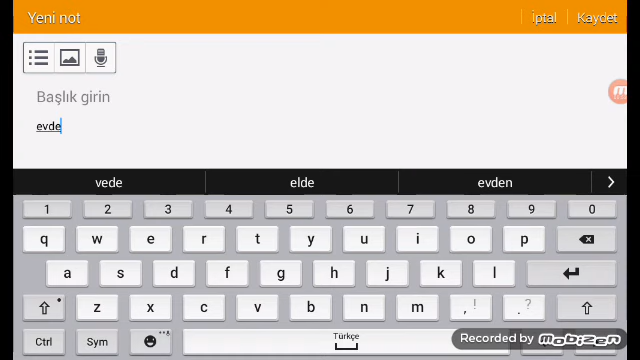 Yeni not İptal Kaydet
Başlık girin
evde
vede elde evden
1 2 3 4 5 6 7 8 9 0
q w e r t y u ı o p
a s d f g h j k l
z x c v b n m , ! . ?
Ctrl Sym Türkçe
Recorded by Mobizen